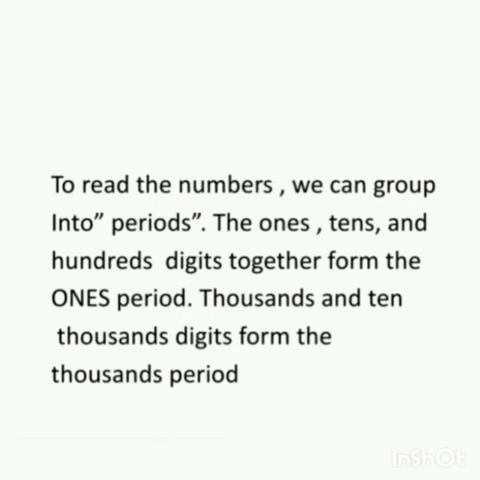 To read the numbers , we can group
Into” periods”. The ones , tens, and
hundreds  digits together form the
ONES period. Thousands and ten
 thousands digits form the
thousands period
InShOt